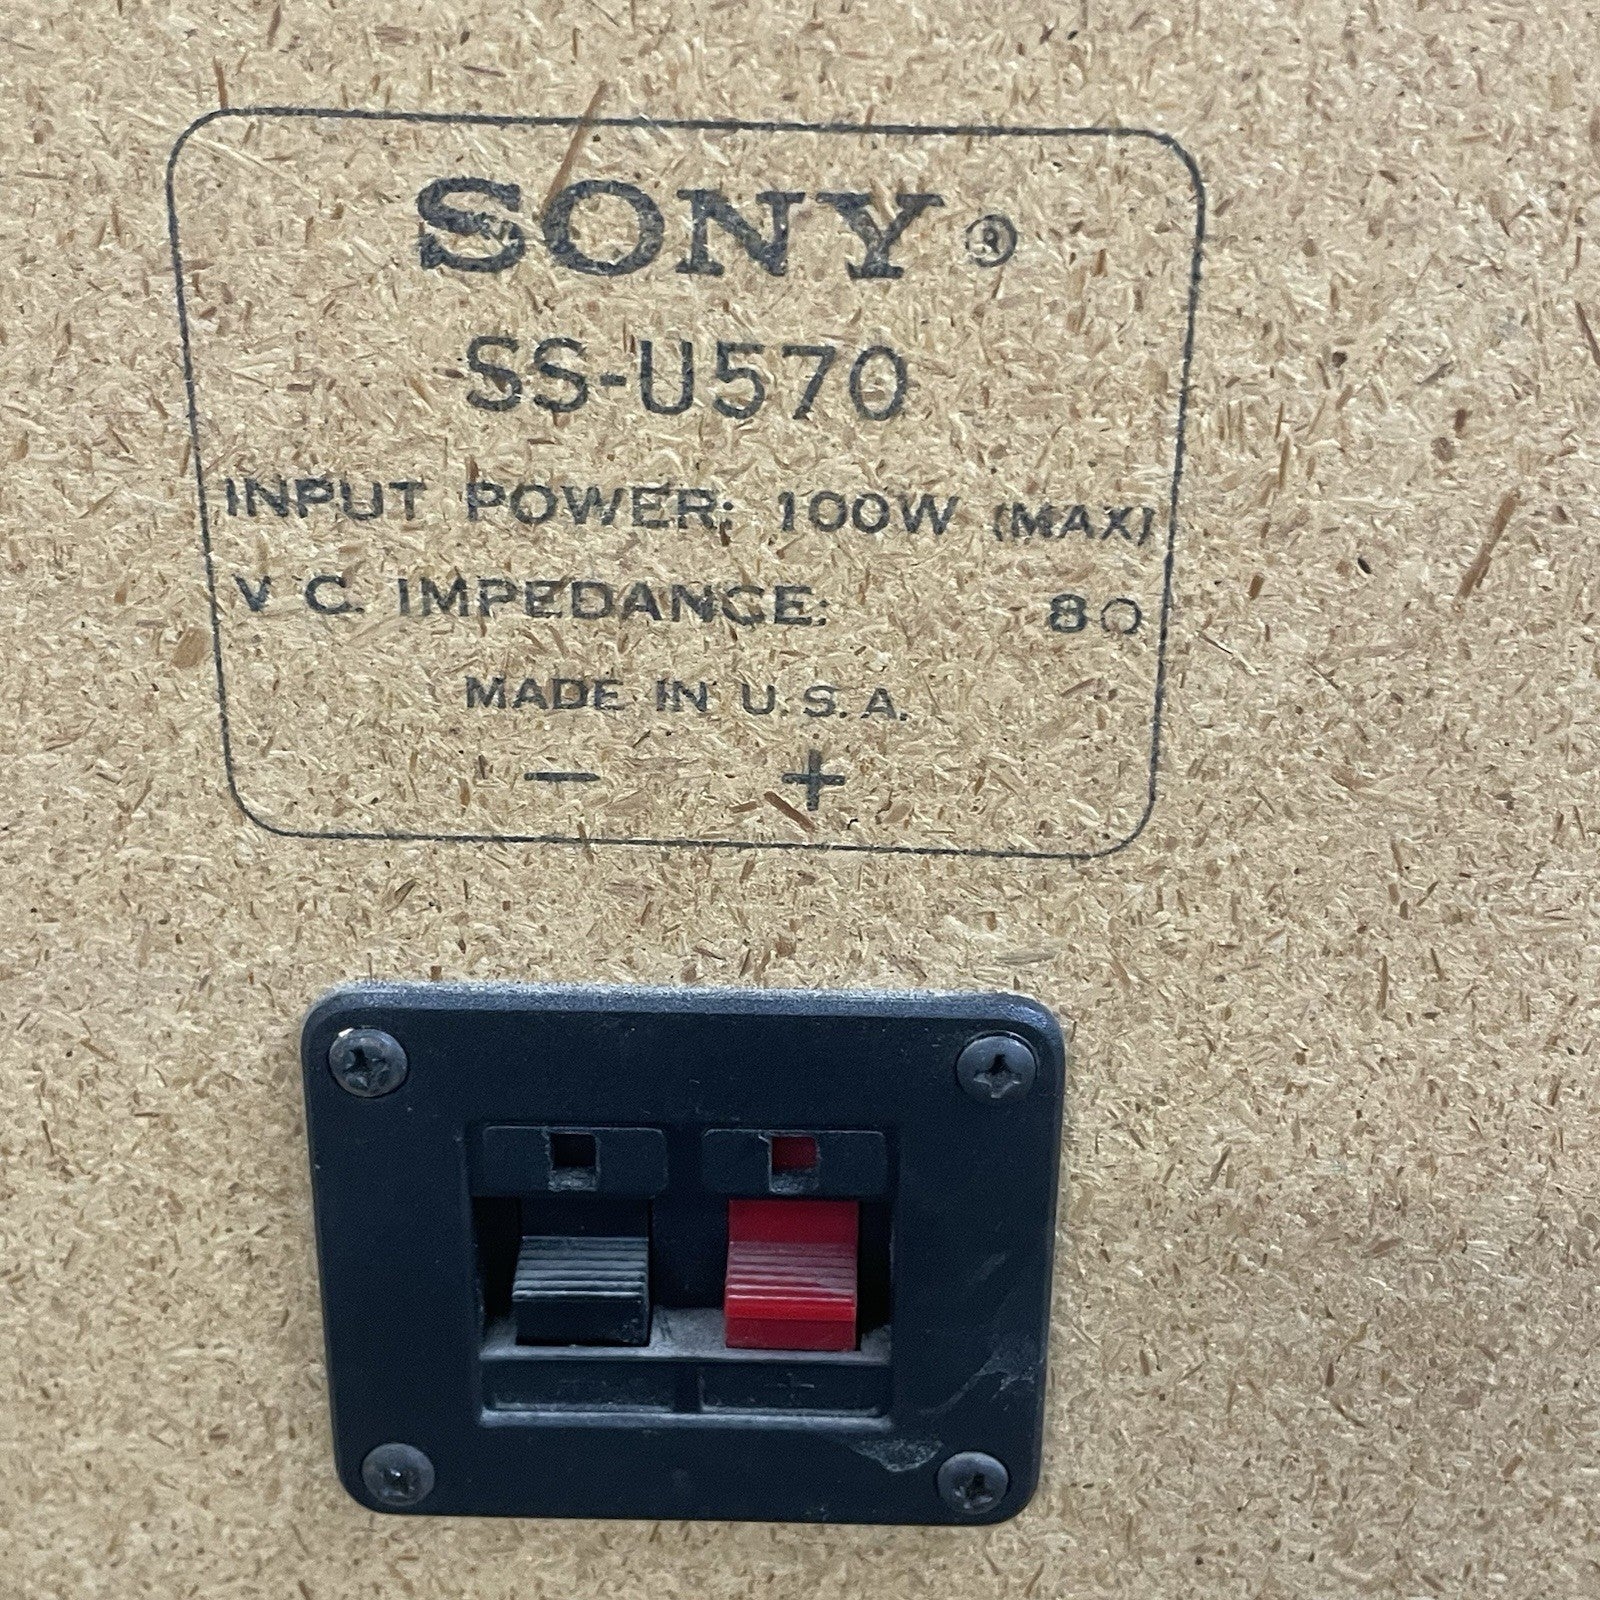 SONY®
SS-U570
INPUT POWER: 100W (MAX)
V.C. IMPEDANCE: 8Ω
MADE IN U.S.A.
− +
− +